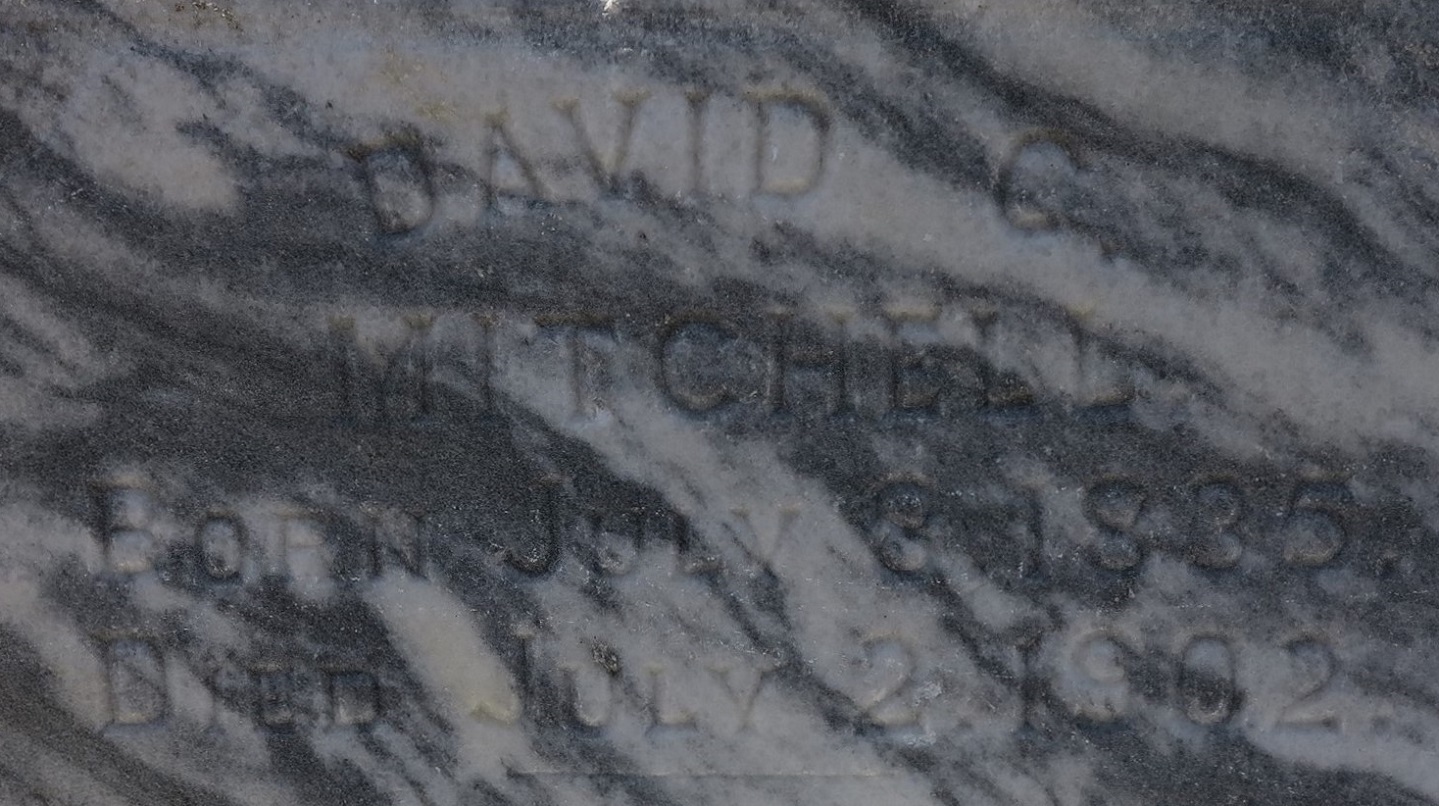 DAVID C.
MITCHELL
BORN JULY 8, 1835.
DIED JULY 2, 1902.